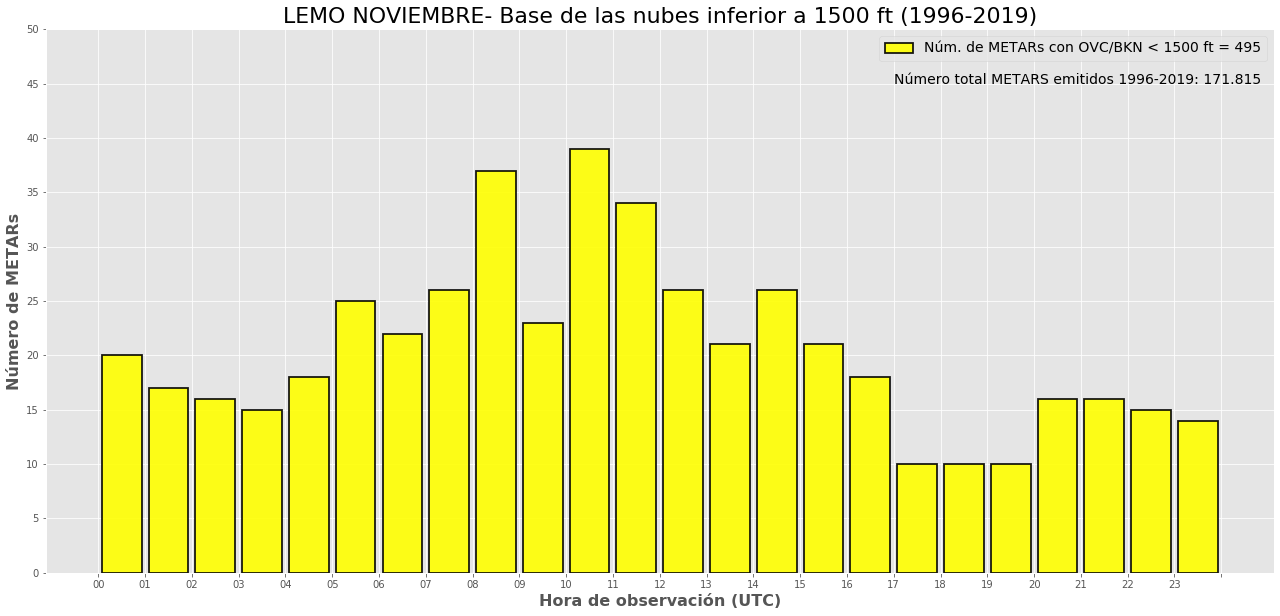 LEMO NOVIEMBRE- Base de las nubes inferior a 1500 ft (1996-2019)
Núm. de METARs con OVC/BKN < 1500 ft = 495
Número total METARS emitidos 1996-2019: 171.815
Número de METARs
50
45
40
35
30
25
20
15
10
5
0
00 01 02 03 04 05 06 07 08 09 10 11 12 13 14 15 16 17 18 19 20 21 22 23
Hora de observación (UTC)